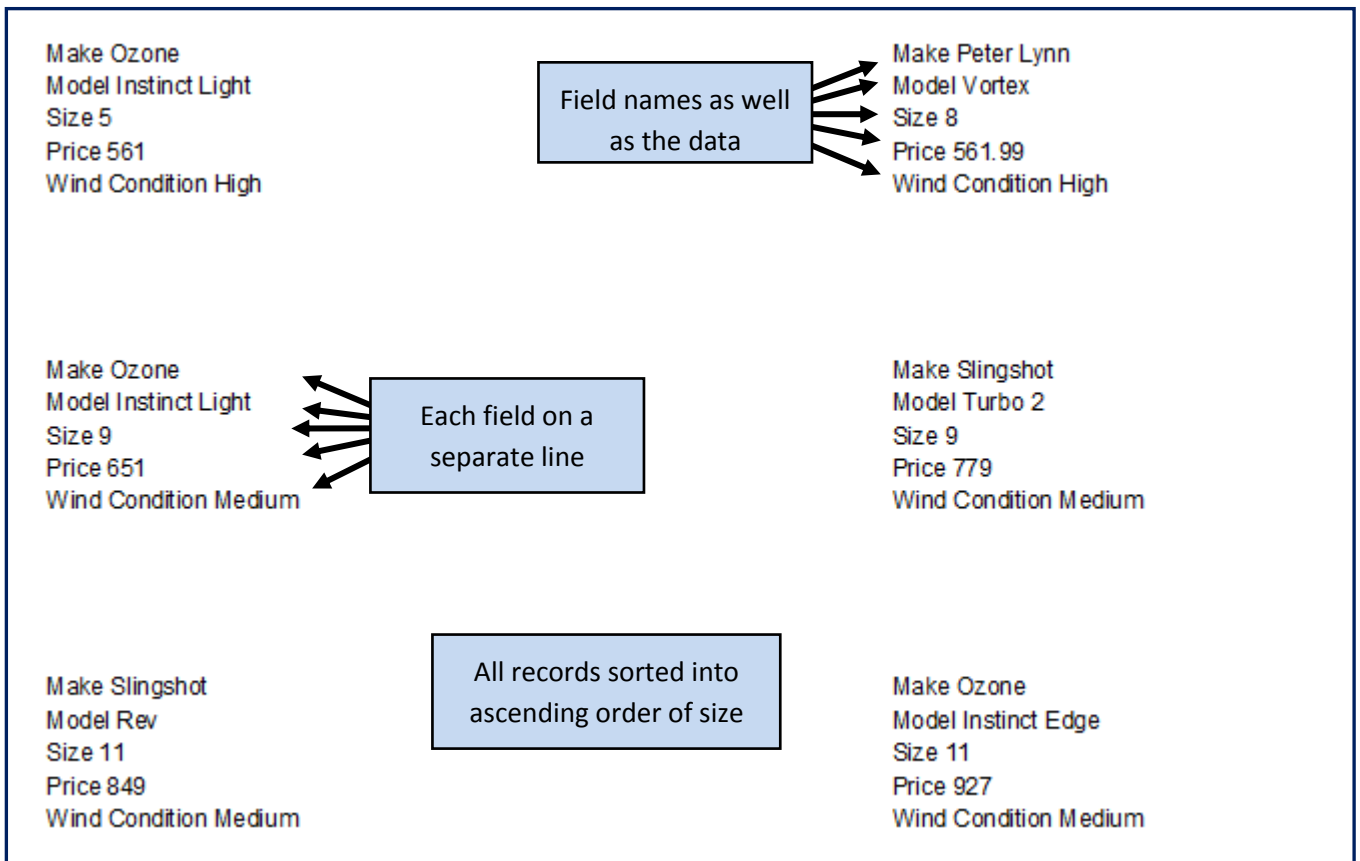 Make Ozone
Model Instinct Light
Size 5
Price 561
Wind Condition High
Field names as well
as the data
Make Peter Lynn
Model Vortex
Size 8
Price 561.99
Wind Condition High
Make Ozone
Model Instinct Light
Size 9
Price 651
Wind Condition Medium
Each field on a
separate line
Make Slingshot
Model Turbo 2
Size 9
Price 779
Wind Condition Medium
Make Slingshot
Model Rev
Size 11
Price 849
Wind Condition Medium
All records sorted into
ascending order of size
Make Ozone
Model Instinct Edge
Size 11
Price 927
Wind Condition Medium